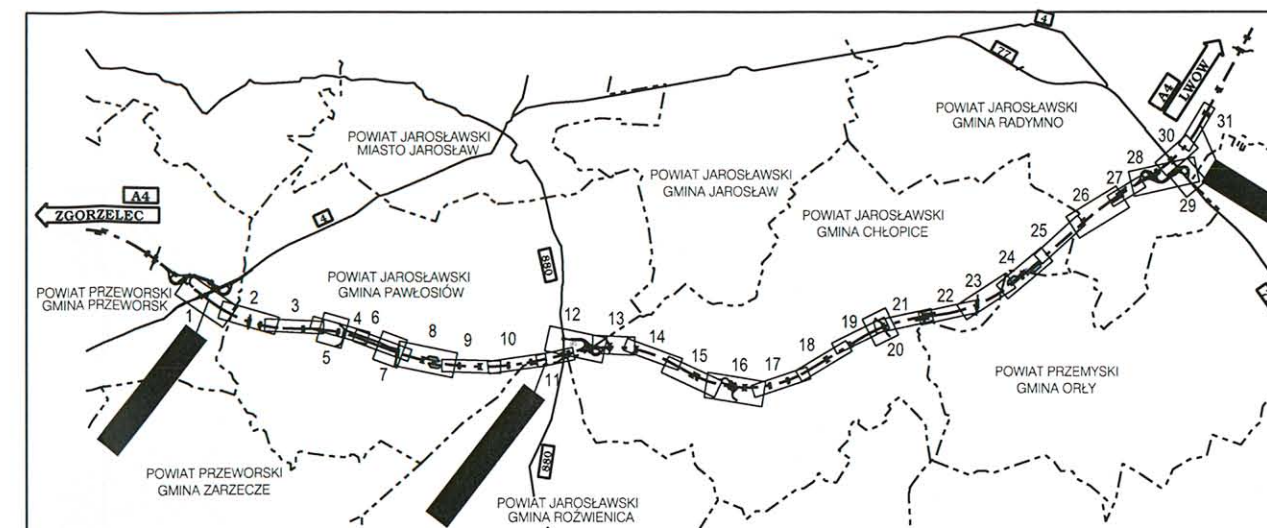 4
77
A4
LWOW
POWIAT JAROSŁAWSKI
GMINA RADYMNO
POWIAT JAROSŁAWSKI
MIASTO JAROSŁAW
POWIAT JAROSŁAWSKI
GMINA JAROSŁAW
POWIAT JAROSŁAWSKI
GMINA CHŁOPICE
A4
ZGORZELEC
4
880
POWIAT JAROSŁAWSKI
GMINA PAWŁOSIÓW
POWIAT PRZEWORSKI
GMINA PRZEWORSK
1
2
3
4
5
6
7
8
9
10
11
12
13
14
15
16
17
18
19
20
21
22
23
24
25
26
27
28
29
30
31
POWIAT PRZEMYSKI
GMINA ORŁY
POWIAT PRZEWORSKI
GMINA ZARZECZE
880
POWIAT JAROSŁAWSKI
GMINA ROŹWIENICA